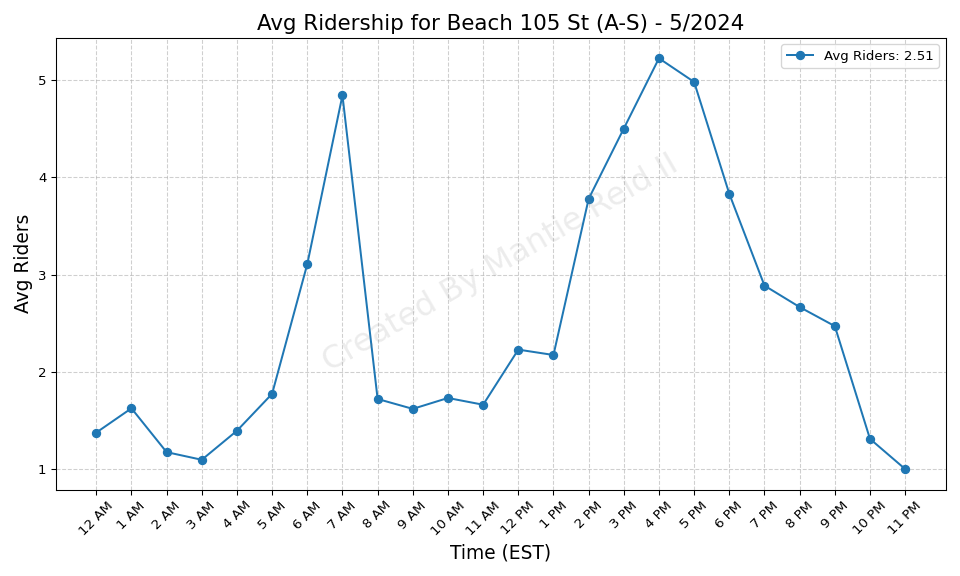 Avg Ridership for Beach 105 St (A-S) - 5/2024
Avg Riders: 2.51
5
4
3
2
1
Avg Riders
Created By Mantie Reid II
12 AM
1 AM
2 AM
3 AM
4 AM
5 AM
6 AM
7 AM
8 AM
9 AM
10 AM
11 AM
12 PM
1 PM
2 PM
3 PM
4 PM
5 PM
6 PM
7 PM
8 PM
9 PM
10 PM
11 PM
Time (EST)